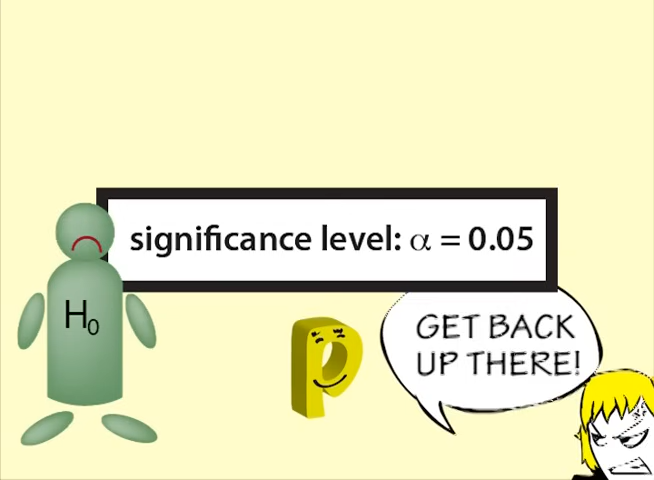 significance level: α = 0.05
H₀
P
GET BACK
UP THERE!